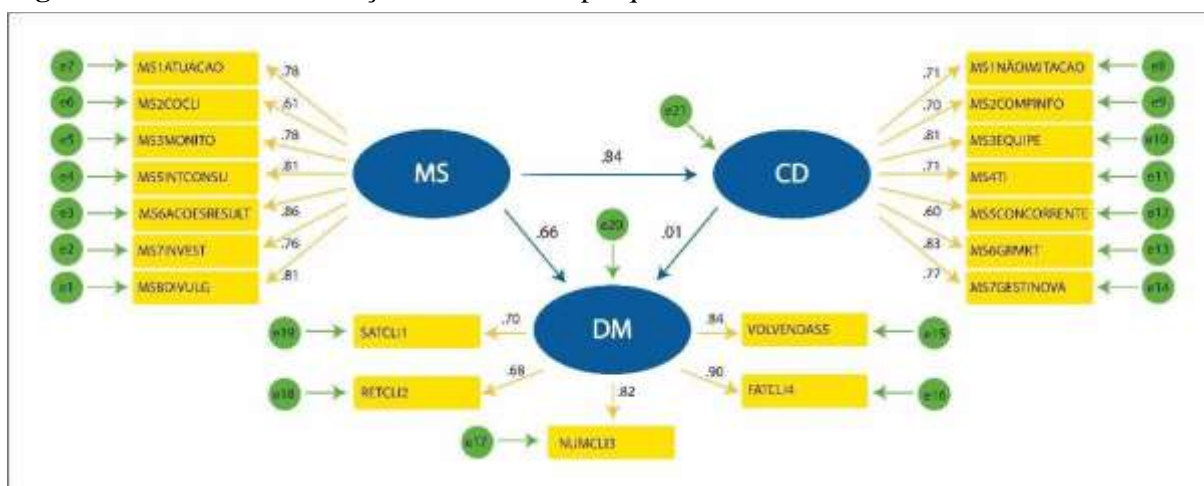 e7
MS1ATUACAO
.78
e6
MS2COCLI
.61
e5
MS3MONITO
.78
e4
MS5INTCONSU
.81
e3
MS6ACOESRESULT
.86
e2
MS7INVEST
.76
e1
MS8DIVULG
.81
MS
.84
e21
CD
.66
e20
.01
.71
MS1NÃOIMITACAO
e8
.70
MS2COMPINFO
e9
.81
MS3EQUIPE
e10
.71
MS4TI
e11
.60
MS5CONCORRENTE
e12
.83
e13
.77
MS7GESTINOVA
e14
DM
e19
SATCLI1
.70
e18
RETCLI2
.68
e17
NUMCLI3
.82
.84
VOLVENDAS5
e15
.90
FATCLI4
e16